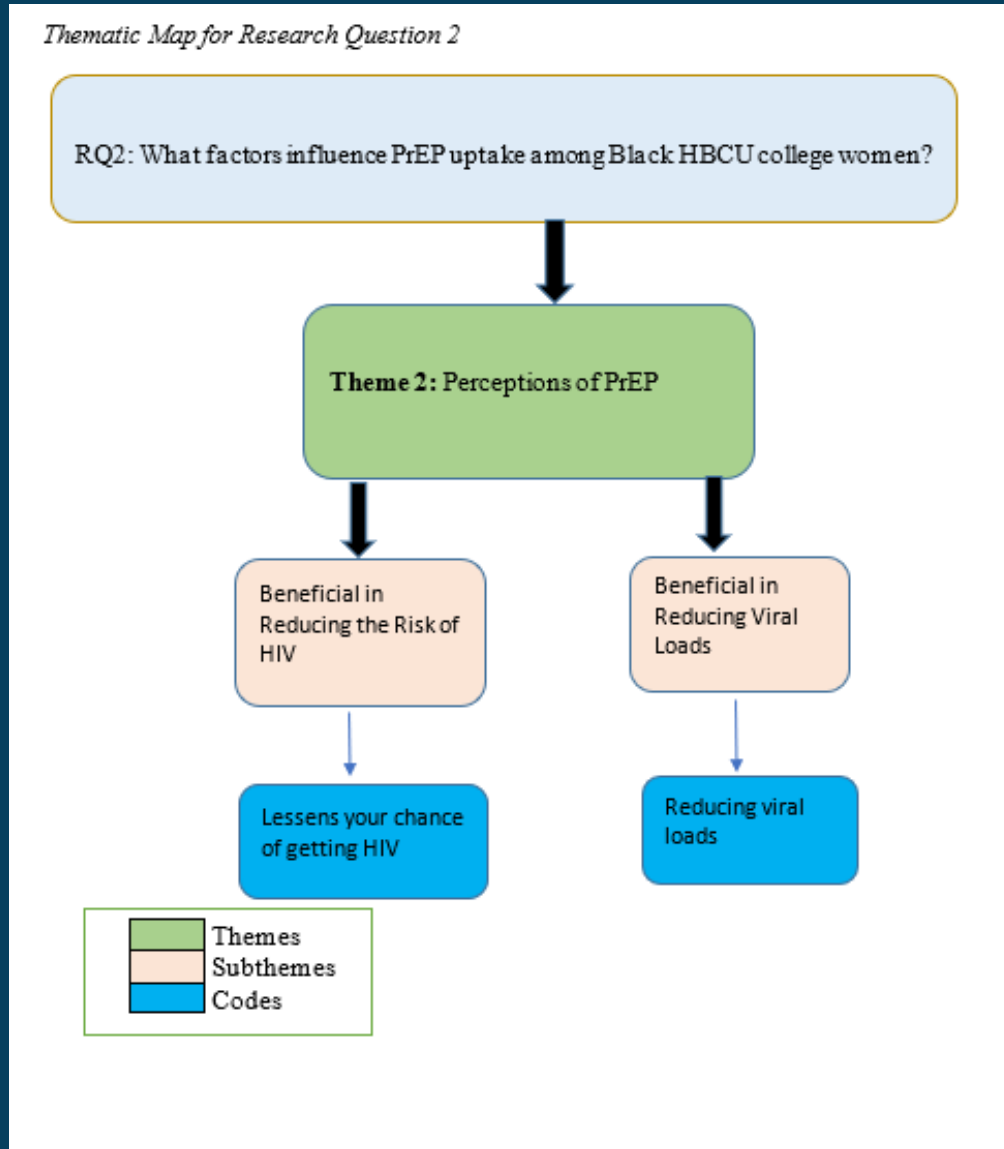 Thematic Map for Research Question 2
RQ2: What factors influence PrEP uptake among Black HBCU college women?
Theme 2: Perceptions of PrEP
Beneficial in
Reducing the Risk of
HIV
Beneficial in
Reducing Viral
Loads
Lessens your chance
of getting HIV
Reducing viral
loads
Themes
Subthemes
Codes